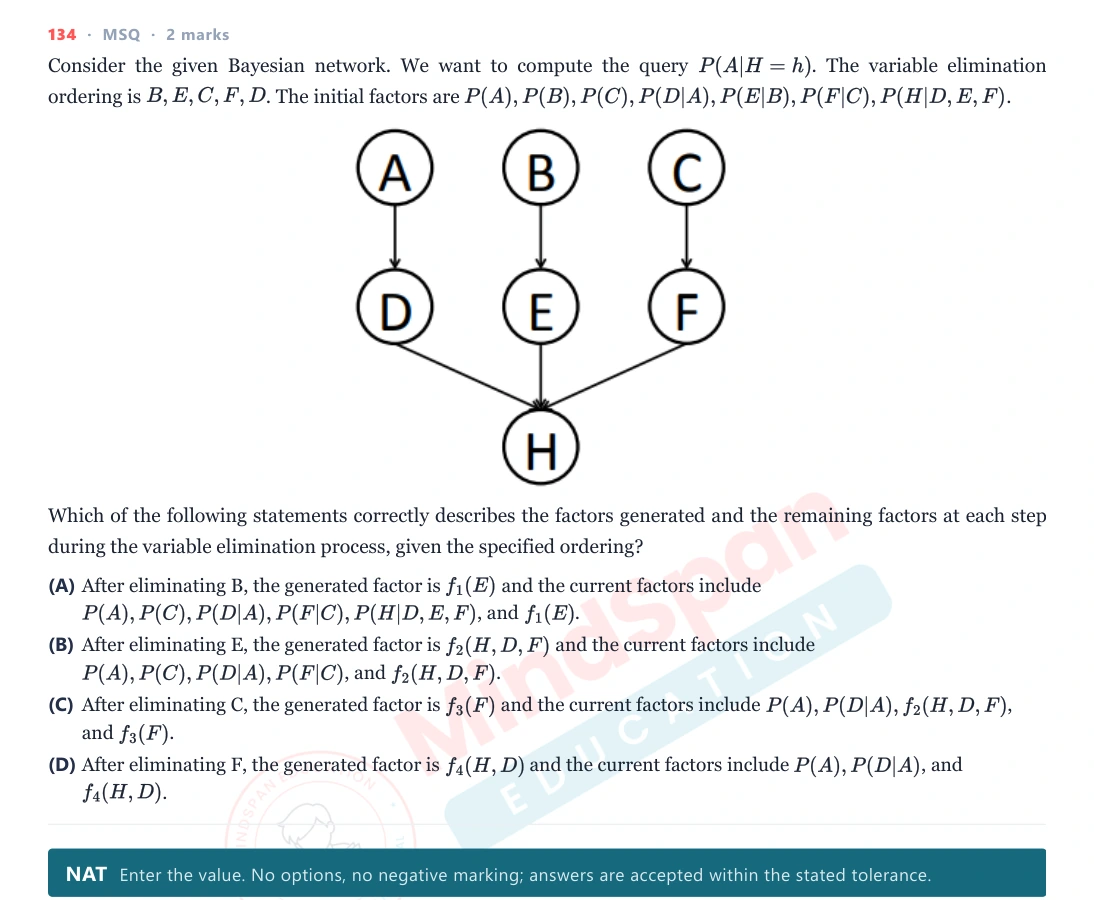 134 · MSQ · 2 marks
Consider the given Bayesian network. We want to compute the query P(A|H = h). The variable elimination
ordering is B, E, C, F, D. The initial factors are P(A), P(B), P(C), P(D|A), P(E|B), P(F|C), P(H|D, E, F).
A B C
D E F
H
Which of the following statements correctly describes the factors generated and the remaining factors at each step
during the variable elimination process, given the specified ordering?
(A) After eliminating B, the generated factor is f₁(E) and the current factors include
P(A), P(C), P(D|A), P(F|C), P(H|D, E, F), and f₁(E).
(B) After eliminating E, the generated factor is f₂(H, D, F) and the current factors include
P(A), P(C), P(D|A), P(F|C), and f₂(H, D, F).
(C) After eliminating C, the generated factor is f₃(F) and the current factors include P(A), P(D|A), f₂(H, D, F),
and f₃(F).
(D) After eliminating F, the generated factor is f₄(H, D) and the current factors include P(A), P(D|A), and
f₄(H, D).
Mindspan
EDUCATION
NAT Enter the value. No options, no negative marking; answers are accepted within the stated tolerance.